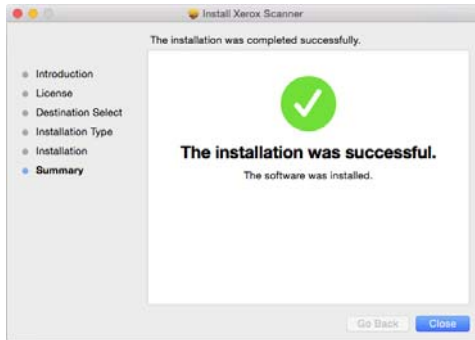 Install Xerox Scanner
The installation was completed successfully.
Introduction
License
Destination Select
Installation Type
Installation
Summary
The installation was successful.
The software was installed.
Go Back
Close